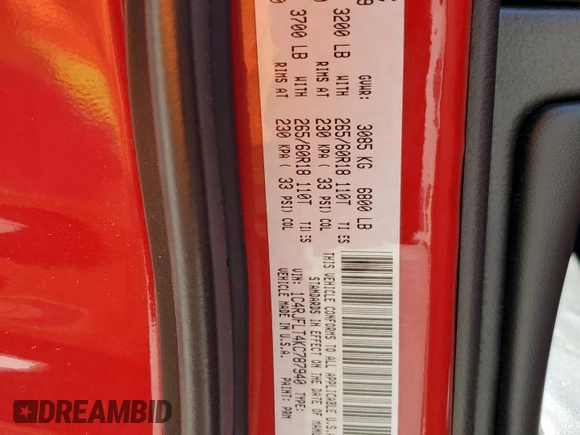 GVWR: 3085 KG 6800 LB
3200 LB WITH 265/60R18 110T TIRES
RIMS AT 230 KPA ( 33 PSI) COL
3700 LB WITH 265/60R18 110T TIRES
RIMS AT 230 KPA ( 33 PSI) COL
THIS VEHICLE CONFORMS TO ALL APPLICABLE U.S.A
STANDARDS IN EFFECT ON THE DATE OF MANU
VIN: 1C4RJFLT4KC787940 TYPE:
MADE IN U.S.A. PAINT: PRM
DREAMBID